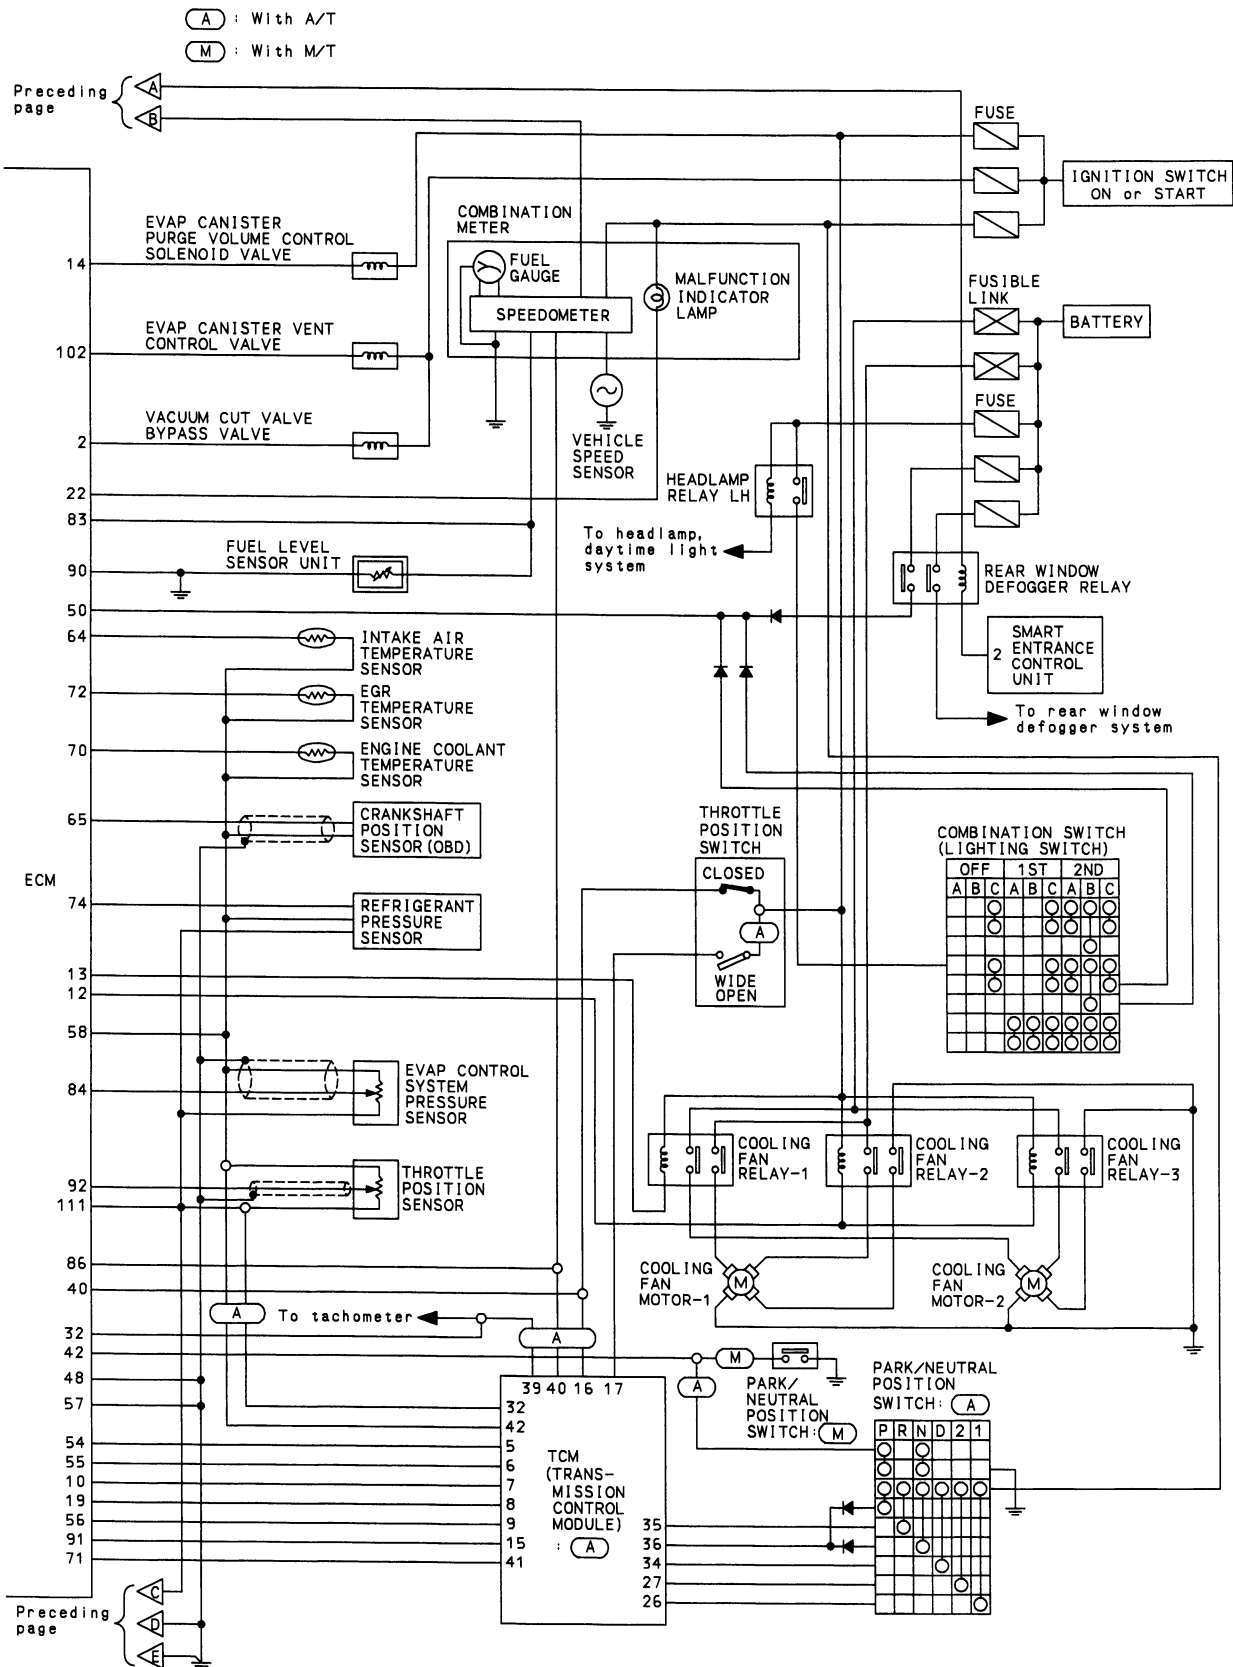 A : With A/T
M : With M/T
Preceding
page
A
B
FUSE
IGNITION SWITCH
ON or START
EVAP CANISTER
PURGE VOLUME CONTROL
SOLENOID VALVE
14
COMBINATION
METER
FUEL
GAUGE
SPEEDOMETER
MALFUNCTION
INDICATOR
LAMP
FUSIBLE
LINK
BATTERY
EVAP CANISTER VENT
CONTROL VALVE
102
FUSE
VACUUM CUT VALVE
BYPASS VALVE
2
VEHICLE
SPEED
SENSOR
HEADLAMP
RELAY LH
22
83
To headlamp,
daytime light
system
FUEL LEVEL
SENSOR UNIT
90
REAR WINDOW
DEFOGGER RELAY
50
64
INTAKE AIR
TEMPERATURE
SENSOR
2
SMART
ENTRANCE
CONTROL
UNIT
72
EGR
TEMPERATURE
SENSOR
To rear window
defogger system
70
ENGINE COOLANT
TEMPERATURE
SENSOR
65
CRANKSHAFT
POSITION
SENSOR(OBD)
THROTTLE
POSITION
SWITCH
CLOSED
A
WIDE
OPEN
COMBINATION SWITCH
(LIGHTING SWITCH)
OFF 1ST 2ND
A B C A B C A B C
ECM
74
REFRIGERANT
PRESSURE
SENSOR
13
12
58
84
EVAP CONTROL
SYSTEM
PRESSURE
SENSOR
COOLING
FAN
RELAY-1
COOLING
FAN
RELAY-2
COOLING
FAN
RELAY-3
92
111
THROTTLE
POSITION
SENSOR
86
40
COOLING
FAN
MOTOR-1
M
COOLING
FAN
MOTOR-2
M
A
To tachometer
A
32
42
48
57
M
A
PARK/
NEUTRAL
POSITION
SWITCH: M
PARK/NEUTRAL
POSITION
SWITCH: A
P R N D 2 1
39 40 16 17
32
42
54
55
10
19
56
91
71
5
6
7
8
9
15
41
TCM
(TRANS-
MISSION
CONTROL
MODULE)
: A
35
36
34
27
26
Preceding
page
C
D
E